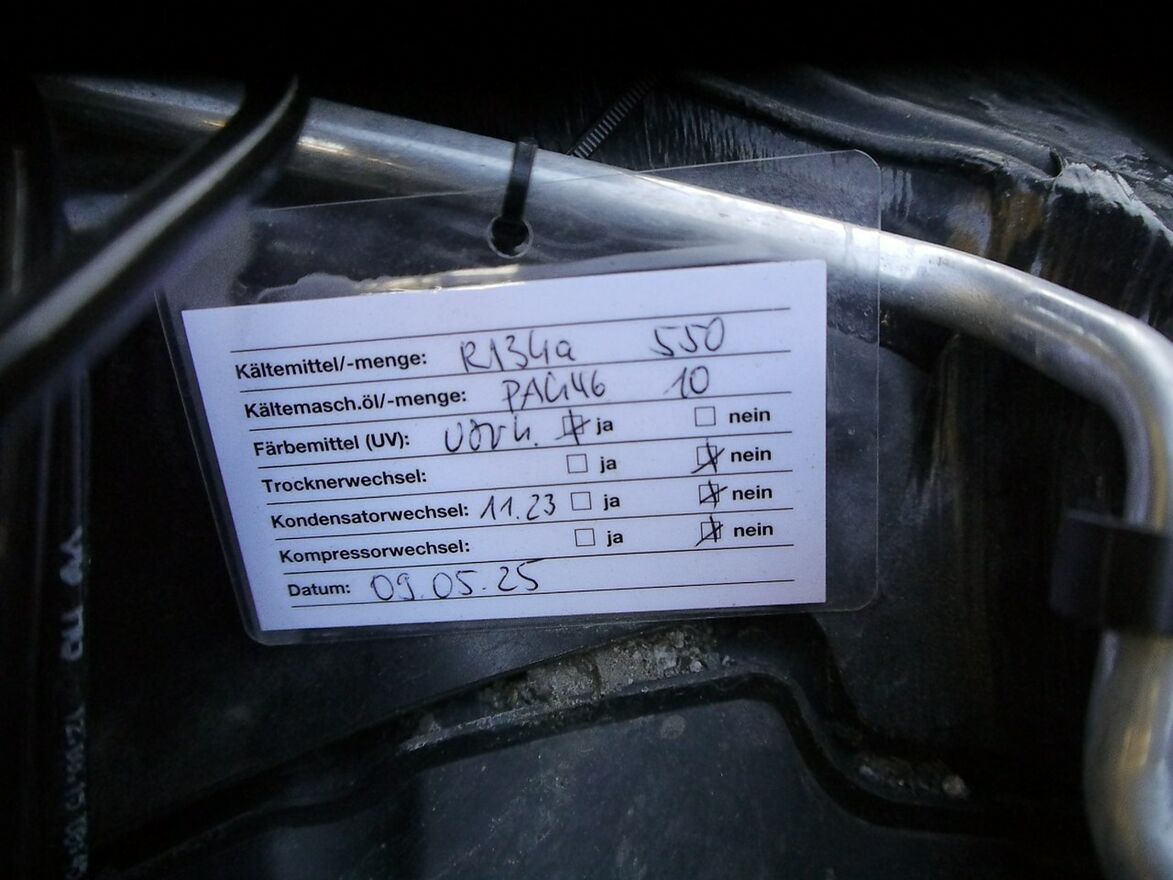 Kältemittel/-menge: R134a 550
Kältemasch.öl/-menge: PAG46 10
Färbemittel (UV): vorh. ☒ ja ☐ nein
Trocknerwechsel: ☐ ja ☒ nein
Kondensatorwechsel: 11.23 ☐ ja ☒ nein
Kompressorwechsel: ☐ ja ☒ nein
Datum: 09.05.25